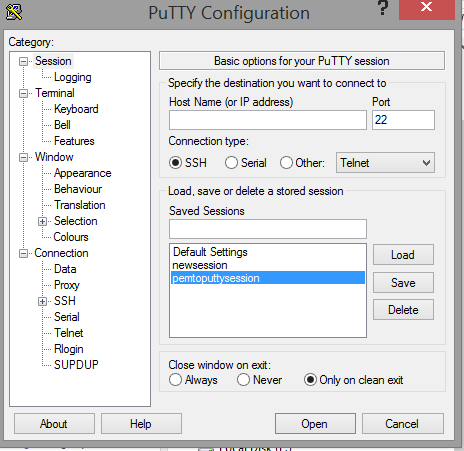 PuTTY Configuration
?
X
Category:
Session
Logging
Terminal
Keyboard
Bell
Features
Window
Appearance
Behaviour
Translation
Selection
Colours
Connection
Data
Proxy
SSH
Serial
Telnet
Rlogin
SUPDUP
Basic options for your PuTTY session
Specify the destination you want to connect to
Host Name (or IP address) Port
22
Connection type:
SSH Serial Other: Telnet
Load, save or delete a stored session
Saved Sessions
Default Settings
newsession
pemtoputtysession
Load
Save
Delete
Close window on exit:
Always Never Only on clean exit
About Help Open Cancel